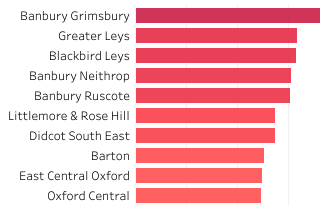 Banbury Grimsbury
Greater Leys
Blackbird Leys
Banbury Neithrop
Banbury Ruscote
Littlemore & Rose Hill
Didcot South East
Barton
East Central Oxford
Oxford Central